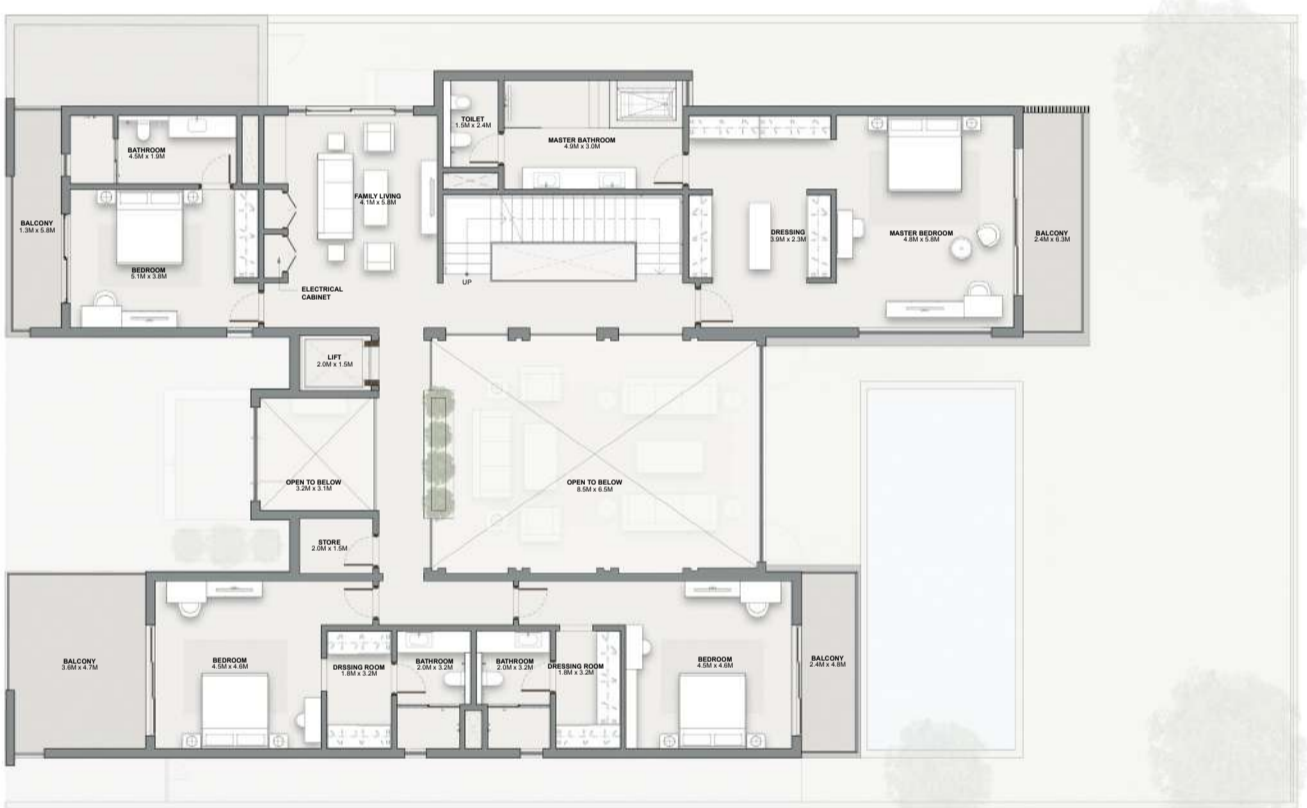 TOILET
1.5M x 2.4M
MASTER BATHROOM
4.9M x 3.0M
BATHROOM
4.5M x 1.9M
FAMILY LIVING
4.1M x 5.8M
BALCONY
1.3M x 5.8M
DRESSING
3.9M x 2.3M
MASTER BEDROOM
4.8M x 5.8M
BALCONY
2.4M x 6.3M
BEDROOM
5.1M x 3.8M
UP
ELECTRICAL
CABINET
LIFT
2.0M x 1.5M
OPEN TO BELOW
3.2M x 3.1M
OPEN TO BELOW
8.5M x 6.5M
STORE
2.0M x 1.5M
BALCONY
3.6M x 4.7M
BEDROOM
4.5M x 4.6M
DRSSING ROOM
1.8M x 3.2M
BATHROOM
2.0M x 3.2M
BATHROOM
2.0M x 3.2M
DRESSING ROOM
1.8M x 3.2M
BEDROOM
4.5M x 4.6M
BALCONY
2.4M x 4.8M